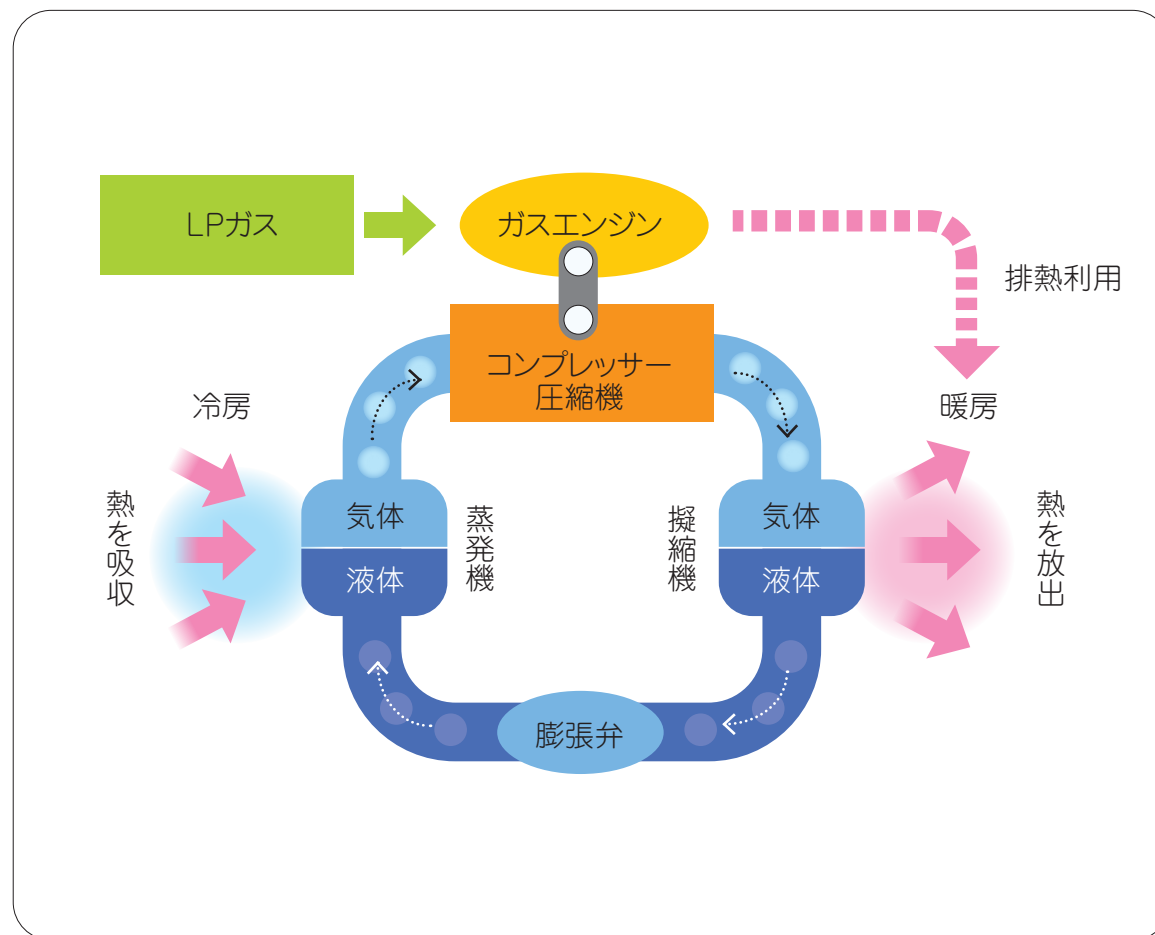 LPガス
ガスエンジン
排熱利用
コンプレッサー
圧縮機
冷房
暖房
熱を吸収
気体
液体
蒸発機
擬縮機
気体
液体
熱を放出
膨張弁